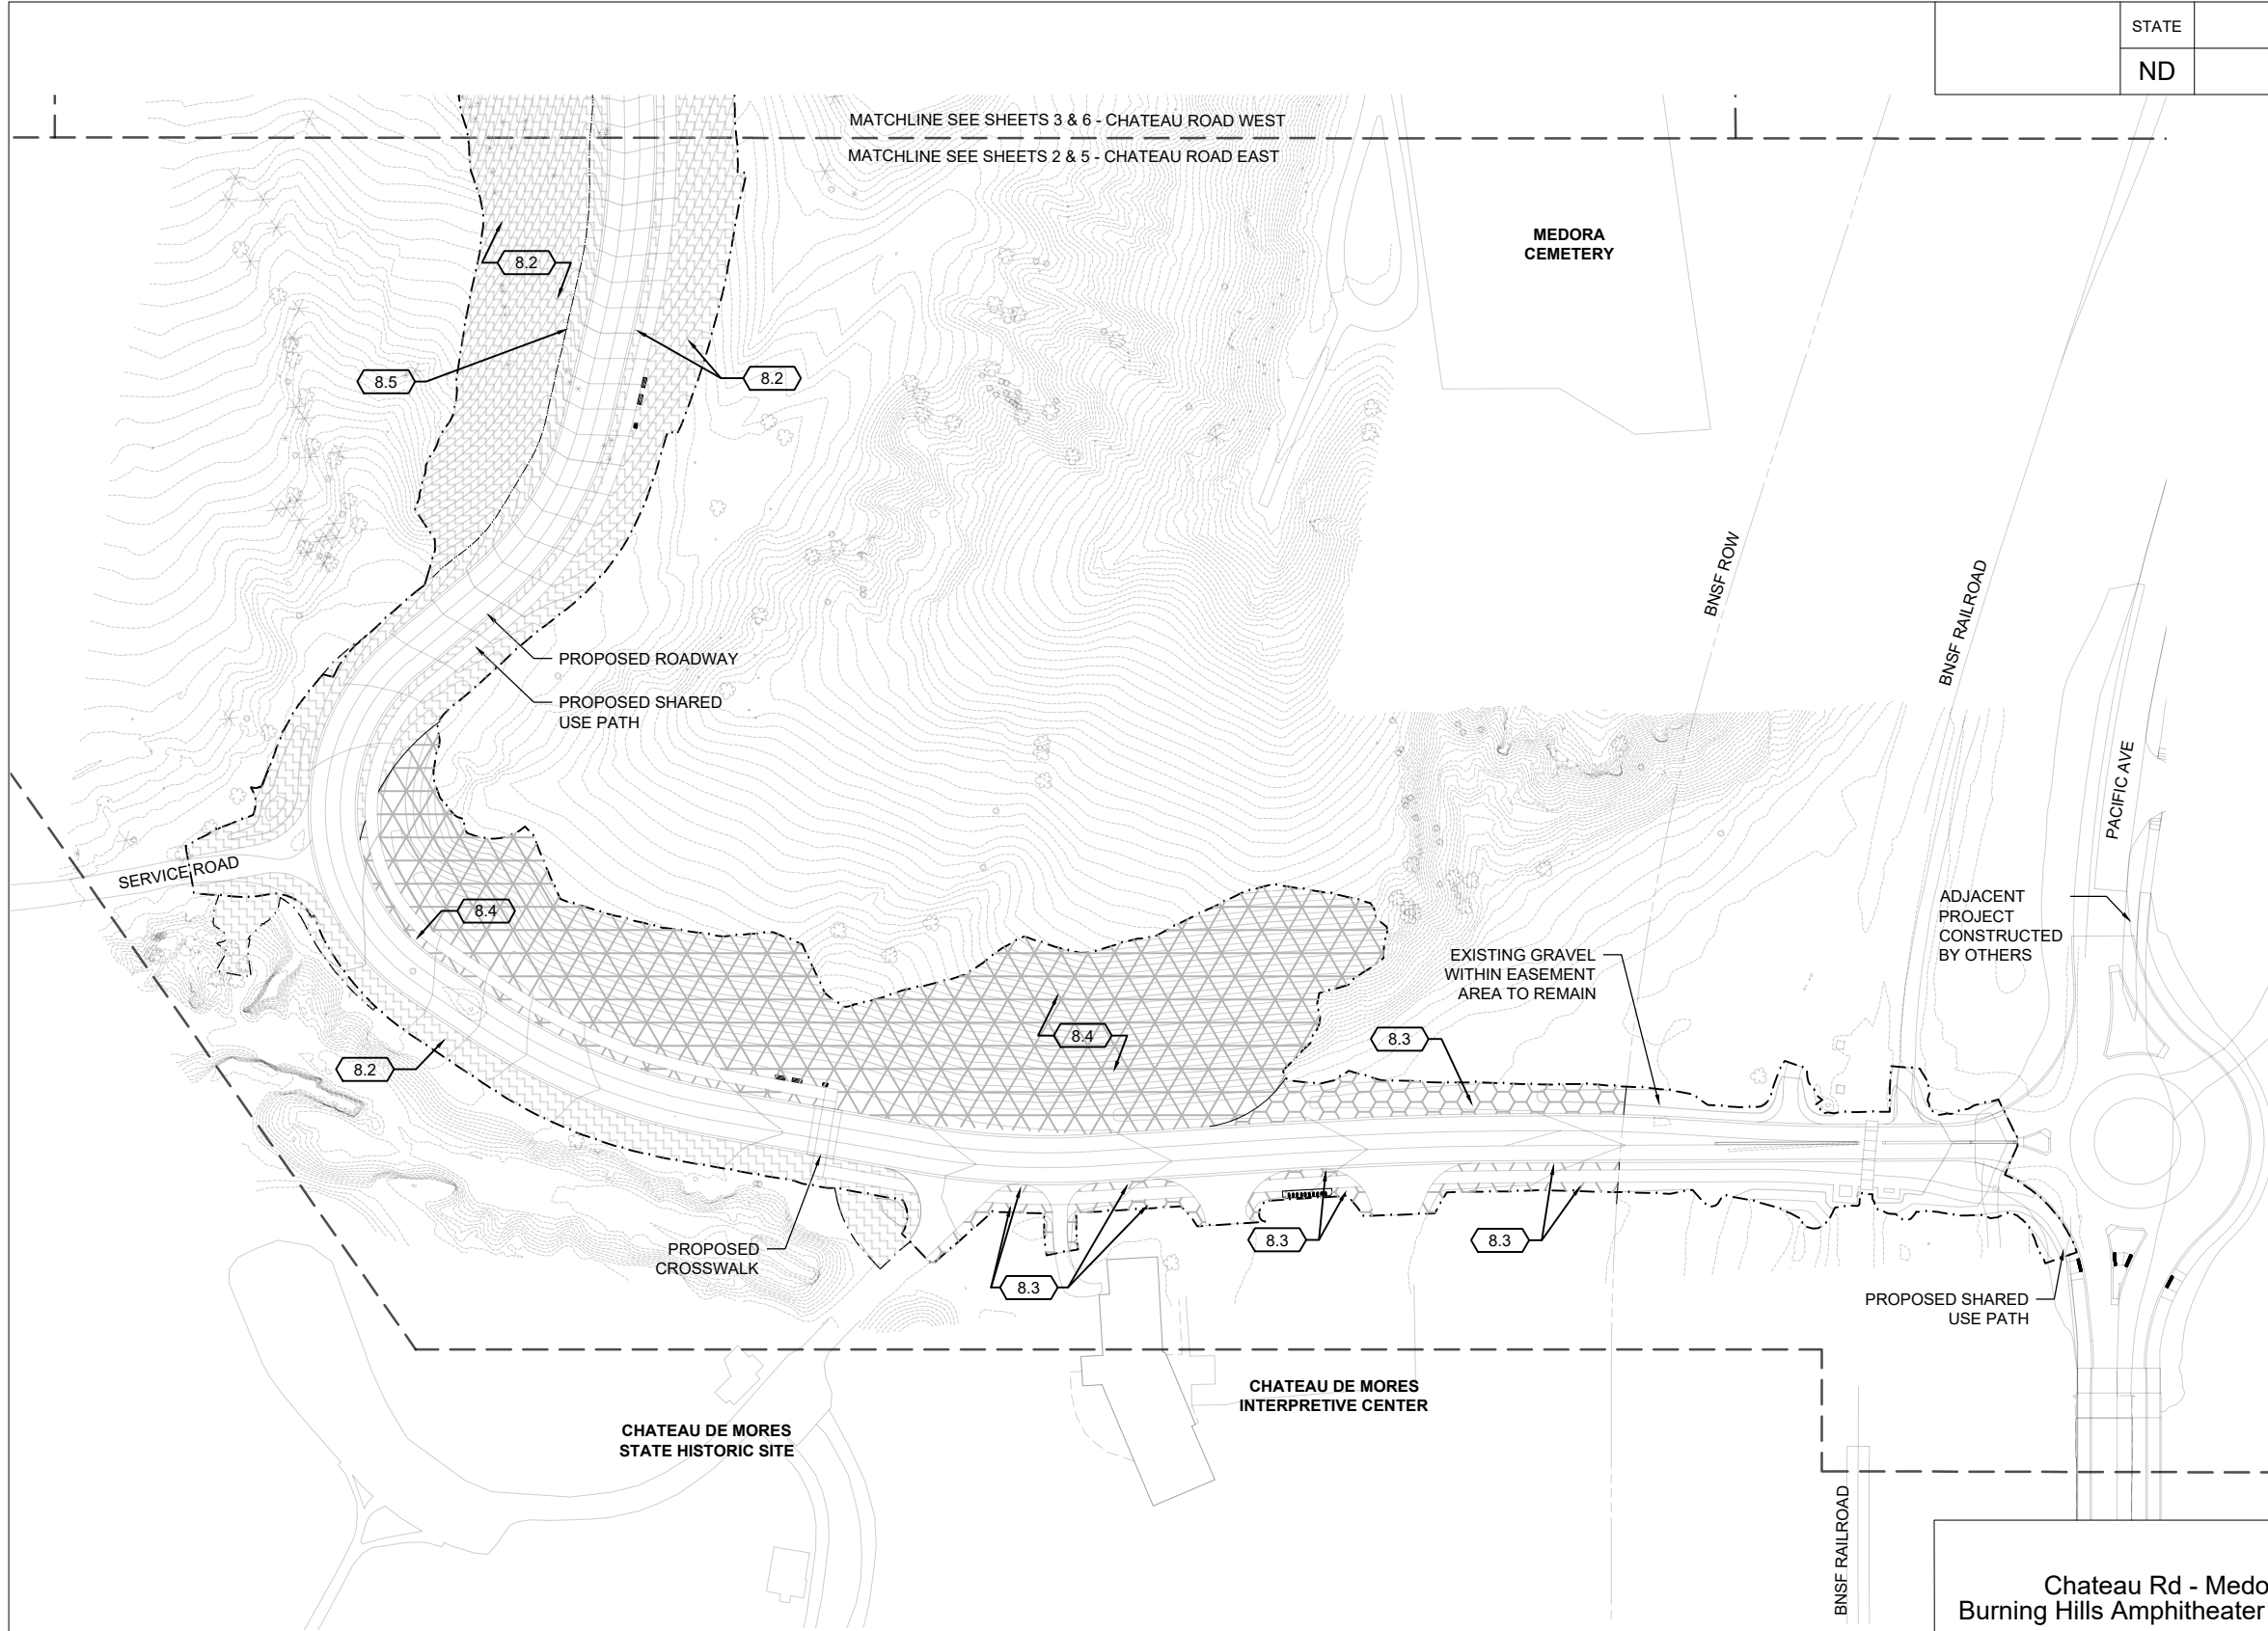 STATE
ND
MATCHLINE SEE SHEETS 3 & 6 - CHATEAU ROAD WEST
MATCHLINE SEE SHEETS 2 & 5 - CHATEAU ROAD EAST
MEDORA
CEMETERY
8.2
8.5
8.2
BNSF ROW
BNSF RAILROAD
PROPOSED ROADWAY
PROPOSED SHARED
USE PATH
PACIFIC AVE
SERVICE ROAD
8.4
ADJACENT
PROJECT
CONSTRUCTED
BY OTHERS
EXISTING GRAVEL
WITHIN EASEMENT
AREA TO REMAIN
8.4
8.3
8.2
PROPOSED
CROSSWALK
8.3
8.3
8.3
PROPOSED SHARED
USE PATH
CHATEAU DE MORES
INTERPRETIVE CENTER
CHATEAU DE MORES
STATE HISTORIC SITE
BNSF RAILROAD
Chateau Rd - Medo
Burning Hills Amphitheater